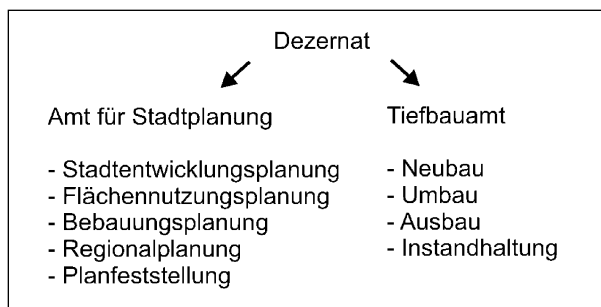 Dezernat
Amt für Stadtplanung
- Stadtentwicklungsplanung
- Flächennutzungsplanung
- Bebauungsplanung
- Regionalplanung
- Planfeststellung
Tiefbauamt
- Neubau
- Umbau
- Ausbau
- Instandhaltung